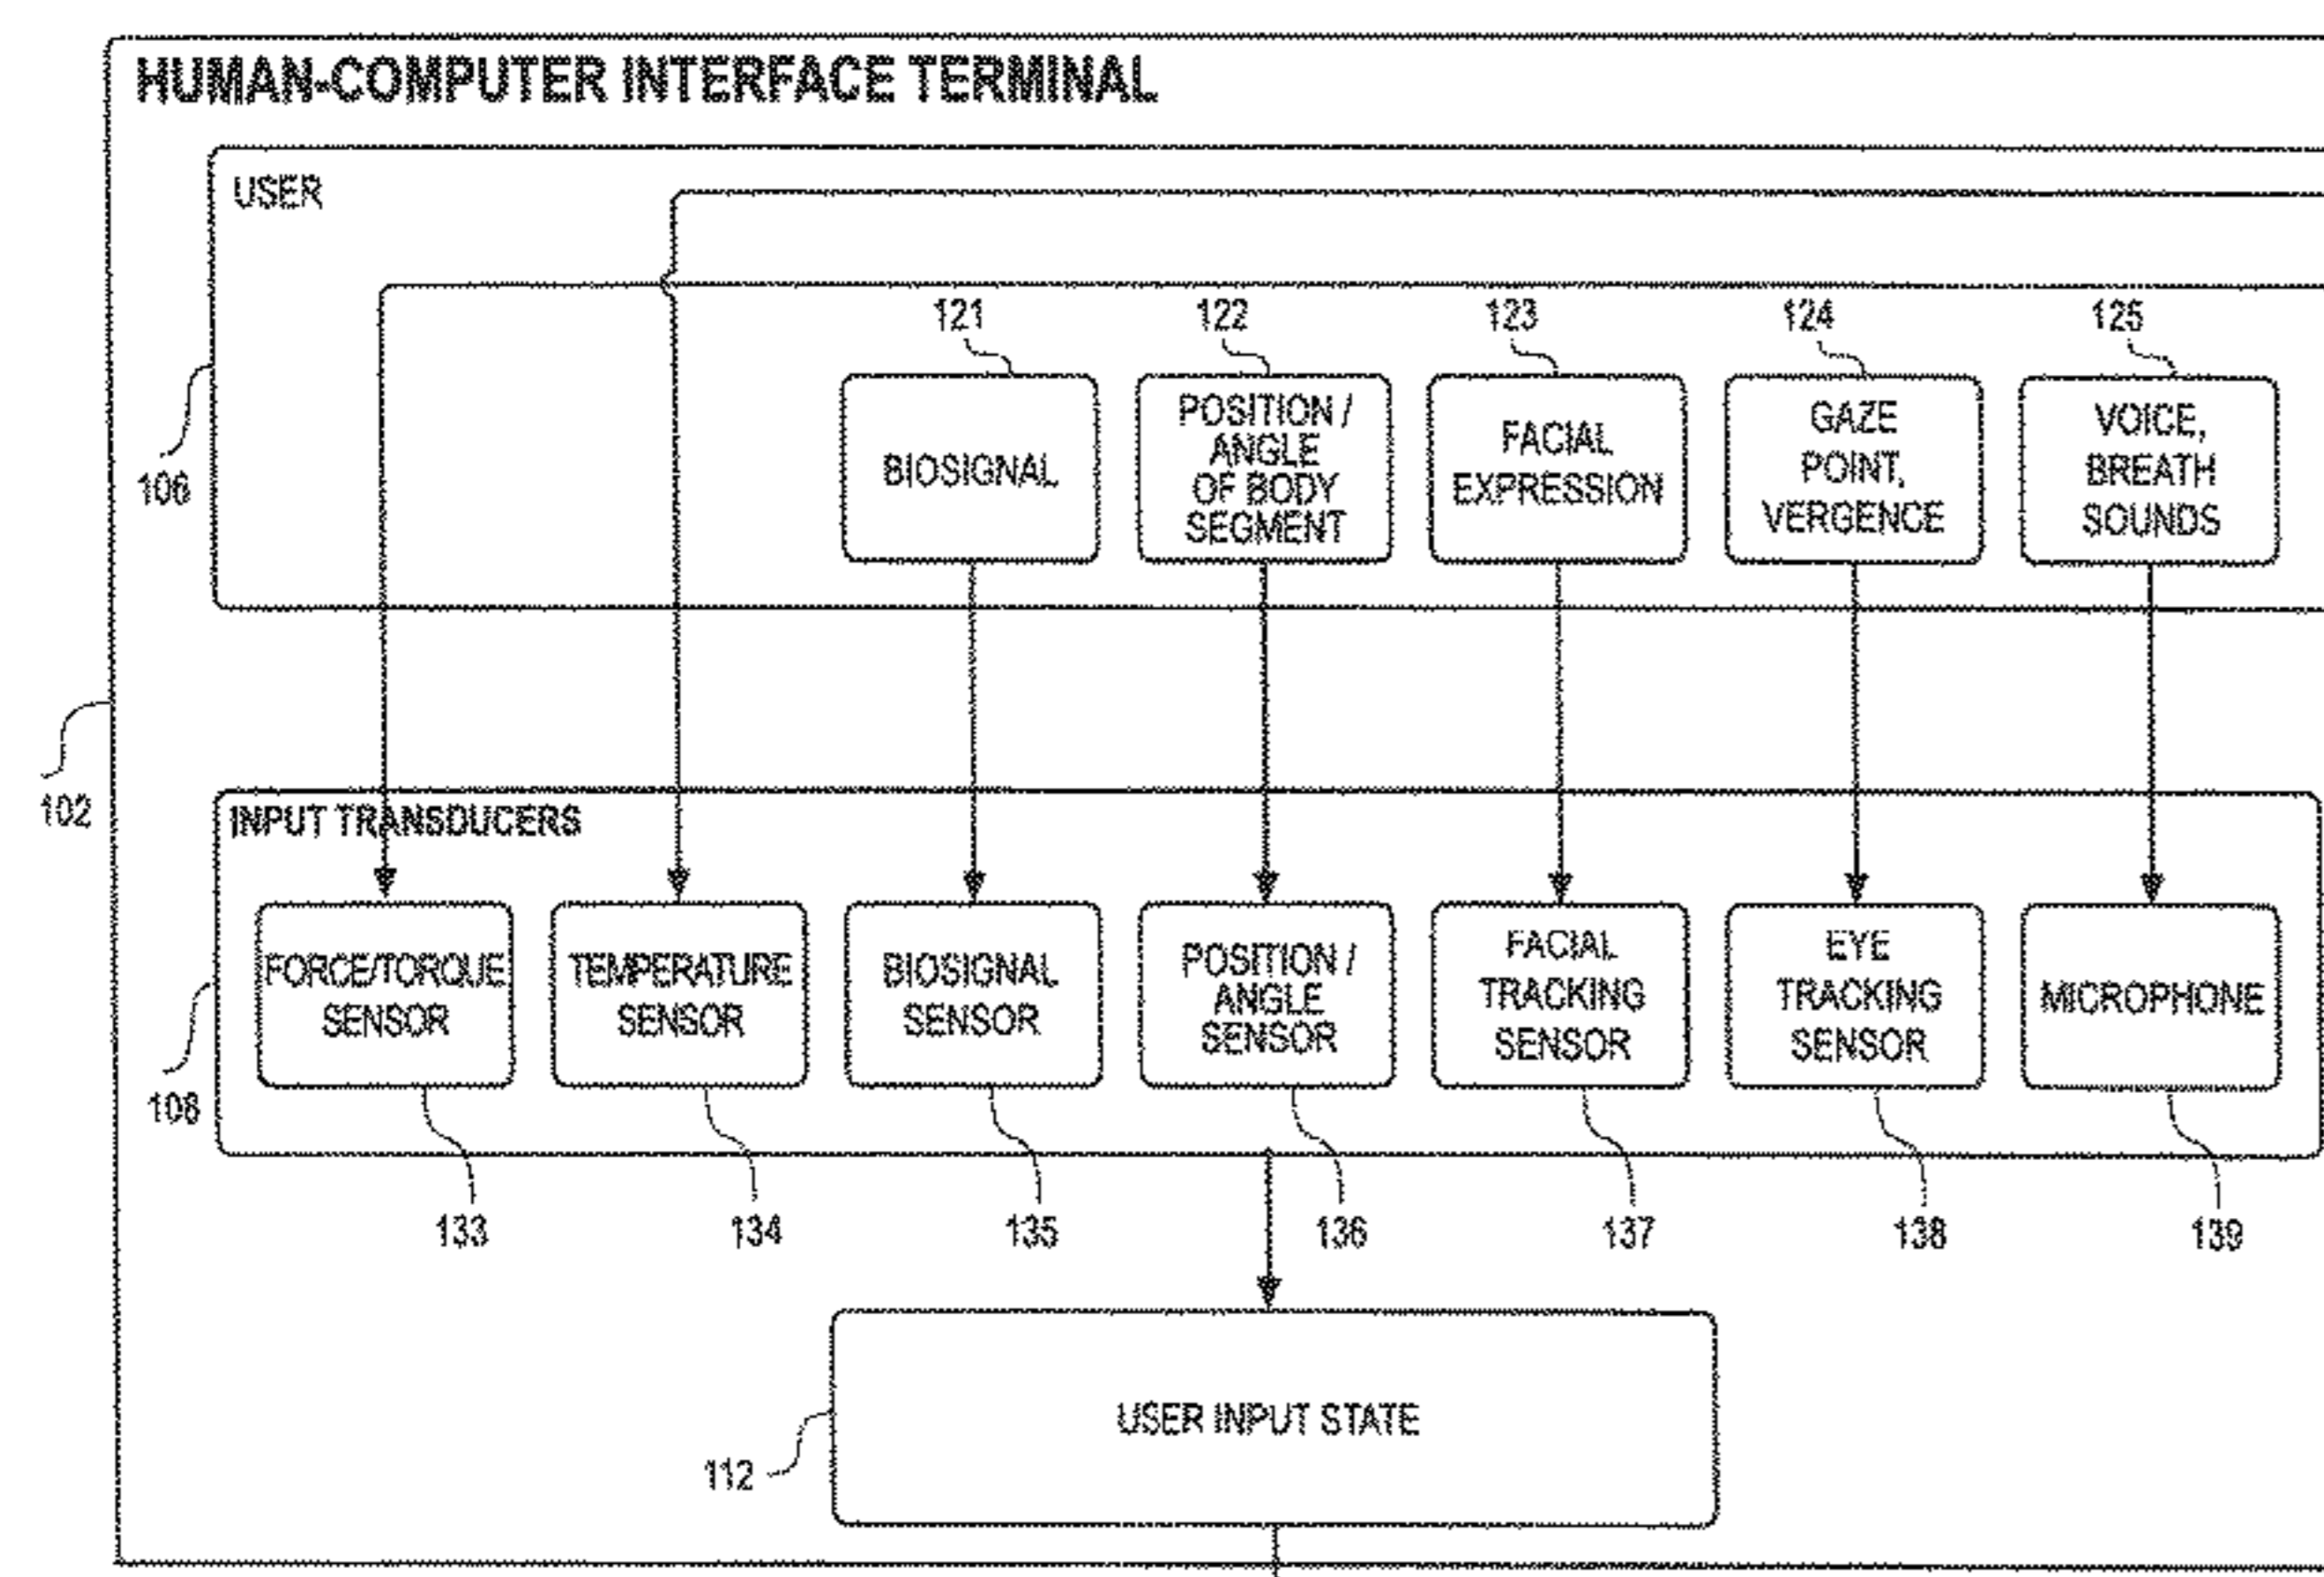 HUMAN-COMPUTER INTERFACE TERMINAL
USER
121
122
123
124
125
BIOSIGNAL
POSITION /
ANGLE
OF BODY
SEGMENT
FACIAL
EXPRESSION
GAZE
POINT,
VERGENCE
VOICE,
BREATH
SOUNDS
106
102
INPUT TRANSDUCERS
FORCE/TORQUE
SENSOR
TEMPERATURE
SENSOR
BIOSIGNAL
SENSOR
POSITION /
ANGLE
SENSOR
FACIAL
TRACKING
SENSOR
EYE
TRACKING
SENSOR
MICROPHONE
108
133
134
135
136
137
138
139
USER INPUT STATE
112